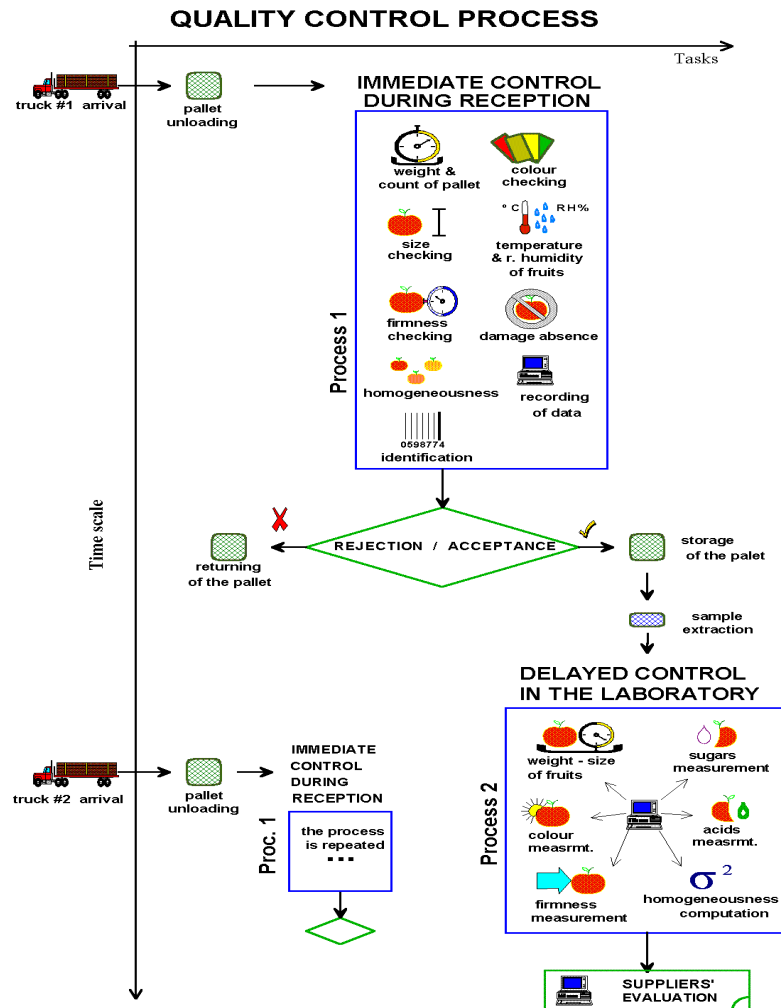 QUALITY CONTROL PROCESS
Tasks
truck #1 arrival
pallet
unloading
IMMEDIATE CONTROL
DURING RECEPTION
Process 1
weight &
count of pallet
colour
checking
size
checking
° C
RH%
temperature
& r. humidity
of fruits
firmness
checking
damage absence
homogeneousness
recording
of data
0598774
identification
Time scale
REJECTION / ACCEPTANCE
returning
of the pallet
storage
of the palet
sample
extraction
DELAYED CONTROL
IN THE LABORATORY
Process 2
weight - size
of fruits
sugars
measurement
colour
measrmt.
acids
measrmt.
firmness
measurement
σ 2
homogeneousness
computation
truck #2 arrival
pallet
unloading
IMMEDIATE
CONTROL
DURING
RECEPTION
Proc. 1
the process
is repeated
...
SUPPLIERS'
EVALUATION